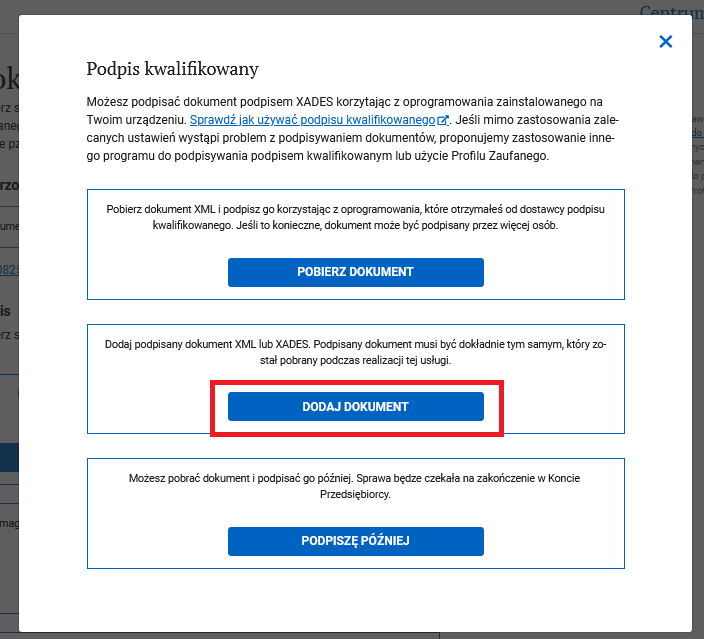 Centrum
Podpis kwalifikowany
Możesz podpisać dokument podpisem XADES korzytając z oprogramowania zainstalowanego na
Twoim urządzeniu. Sprawdź jak używać podpisu kwalifikowanego. Jeśli mimo zastosowania zale-
canych ustawień wystąpi problem z podpisywaniem dokumentów, proponujemy zastosowanie inne-
go programu do podpisywania podpisem kwalifikowanym lub użycie Profilu Zaufanego.
Pobierz dokument XML i podpisz go korzystając z oprogramowania, które otrzymałeś od dostawcy podpisu
kwalifikowanego. Jeśli to konieczne, dokument może być podpisany przez więcej osób.
POBIERZ DOKUMENT
Dodaj podpisany dokument XML lub XADES. Podpisany dokument musi być dokładnie tym samym, który zo-
stał pobrany podczas realizacji tej usługi.
DODAJ DOKUMENT
Możesz pobrać dokument i podpisać go później. Sprawa będze czekała na zakończenie w Koncie
Przedsiębiorcy.
PODPISZĘ PÓŹNIEJ